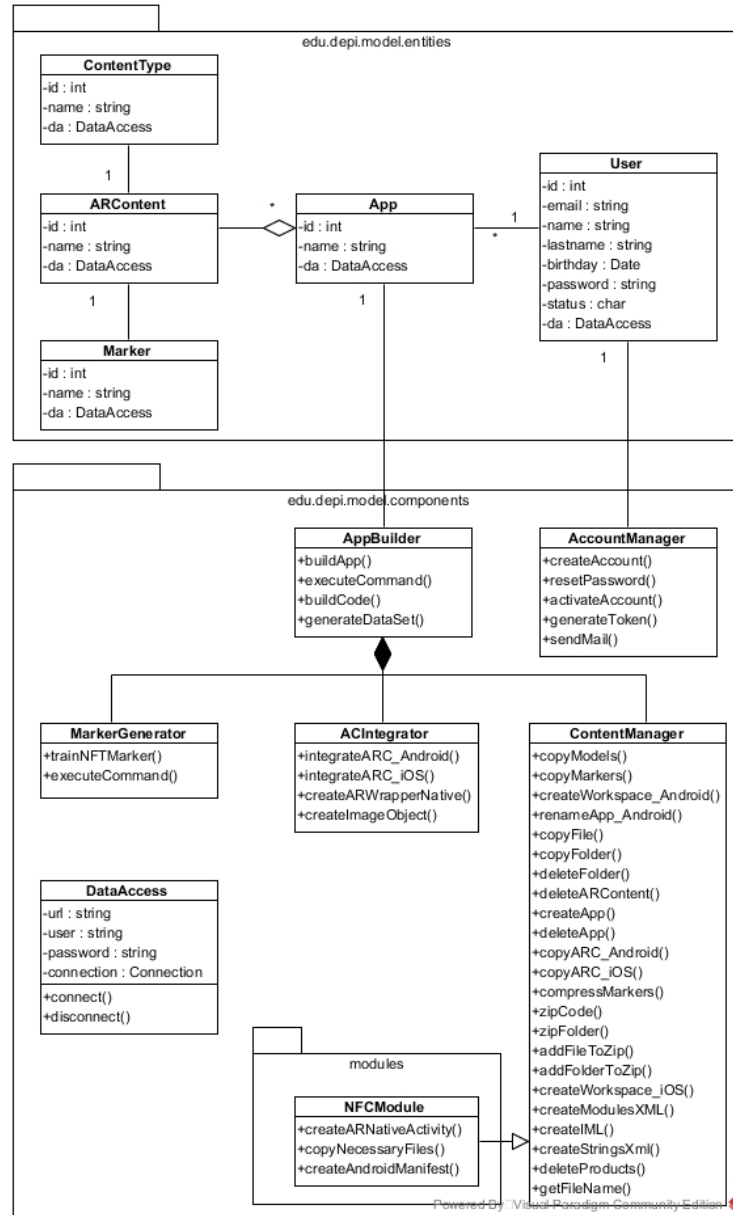 edu.depi.model.entities
ContentType
-id : int
-name : string
-da : DataAccess
1
ARContent
-id : int
-name : string
-da : DataAccess
*
App
-id : int
-name : string
-da : DataAccess
1
*
User
-id : int
-email : string
-name : string
-lastname : string
-birthday : Date
-password : string
-status : char
-da : DataAccess
1
1
1
Marker
-id : int
-name : string
-da : DataAccess
edu.depi.model.components
AppBuilder
+buildApp()
+executeCommand()
+buildCode()
+generateDataSet()
AccountManager
+createAccount()
+resetPassword()
+activateAccount()
+generateToken()
+sendMail()
MarkerGenerator
+trainNFTMarker()
+executeCommand()
ACIntegrator
+integrateARC_Android()
+integrateARC_iOS()
+createARWrapperNative()
+createImageObject()
ContentManager
+copyModels()
+copyMarkers()
+createWorkspace_Android()
+renameApp_Android()
+copyFile()
+copyFolder()
+deleteFolder()
+deleteARContent()
+createApp()
+deleteApp()
+copyARC_Android()
+copyARC_iOS()
+compressMarkers()
+zipCode()
+zipFolder()
+addFileToZip()
+addFolderToZip()
+createWorkspace_iOS()
+createModulesXML()
+createIML()
+createStringsXml()
+deleteProducts()
+getFileName()
DataAccess
-url : string
-user : string
-password : string
-connection : Connection
+connect()
+disconnect()
modules
NFCModule
+createARNativeActivity()
+copyNecessaryFiles()
+createAndroidManifest()
Powered By Visual Paradigm Community Edition